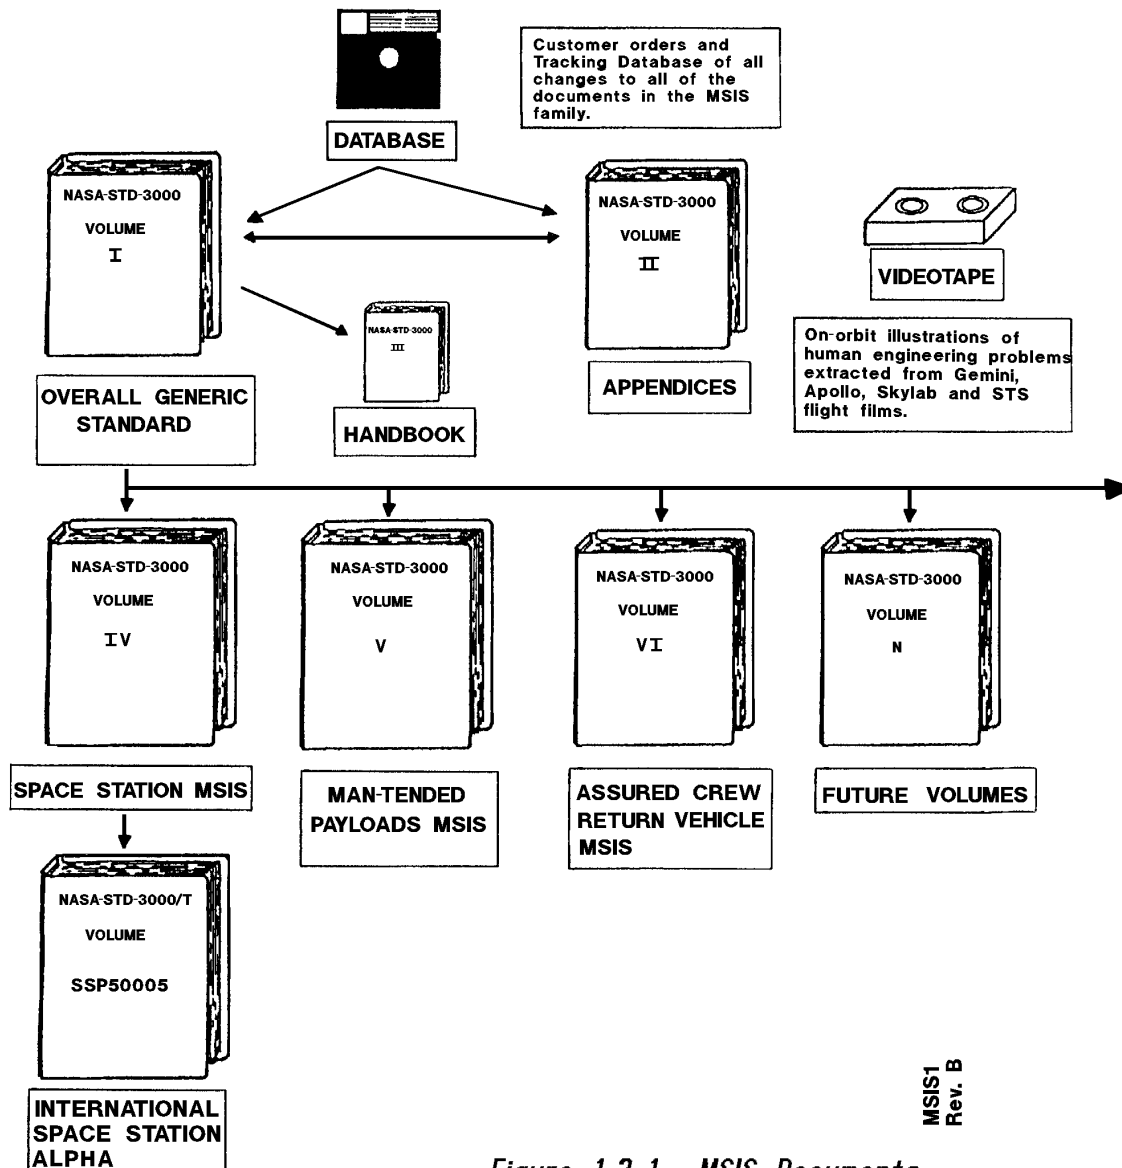 Customer orders and
Tracking Database of all
changes to all of the
documents in the MSIS
family.
DATABASE
NASA-STD-3000
VOLUME
I
NASA-STD-3000
VOLUME
II
VIDEOTAPE
NASA-STD-3000
III
On-orbit illustrations of
human engineering problems
extracted from Gemini,
Apollo, Skylab and STS
flight films.
OVERALL GENERIC
STANDARD
HANDBOOK
APPENDICES
NASA-STD-3000
VOLUME
IV
NASA-STD-3000
VOLUME
V
NASA-STD-3000
VOLUME
VI
NASA-STD-3000
VOLUME
N
SPACE STATION MSIS
MAN-TENDED
PAYLOADS MSIS
ASSURED CREW
RETURN VEHICLE
MSIS
FUTURE VOLUMES
NASA-STD-3000/T
VOLUME
SSP50005
INTERNATIONAL
SPACE STATION
ALPHA
MSIS1
Rev. B
Figure 1.2-1. MSIS Documents